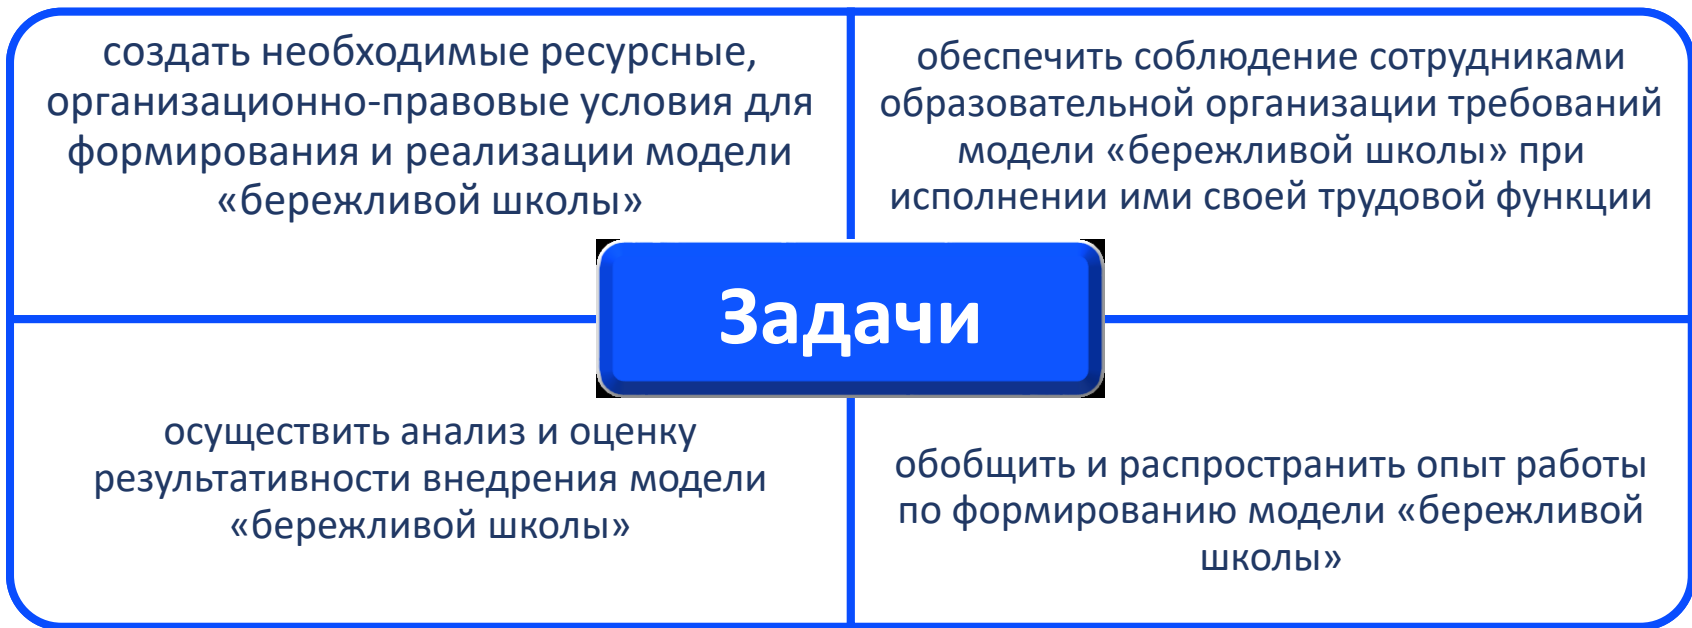 создать необходимые ресурсные,
организационно-правовые условия для
формирования и реализации модели
«бережливой школы»
обеспечить соблюдение сотрудниками
образовательной организации требований
модели «бережливой школы» при
исполнении ими своей трудовой функции
Задачи
осуществить анализ и оценку
результативности внедрения модели
«бережливой школы»
обобщить и распространить опыт работы
по формированию модели «бережливой
школы»